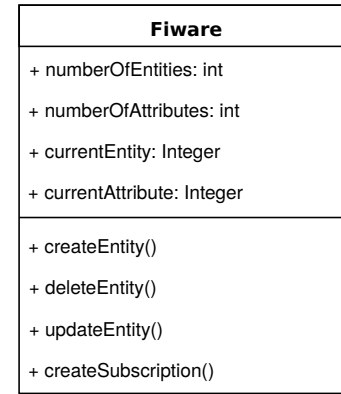 Fiware
+ numberOfEntities: int
+ numberOfAttributes: int
+ currentEntity: Integer
+ currentAttribute: Integer
+ createEntity()
+ deleteEntity()
+ updateEntity()
+ createSubscription()